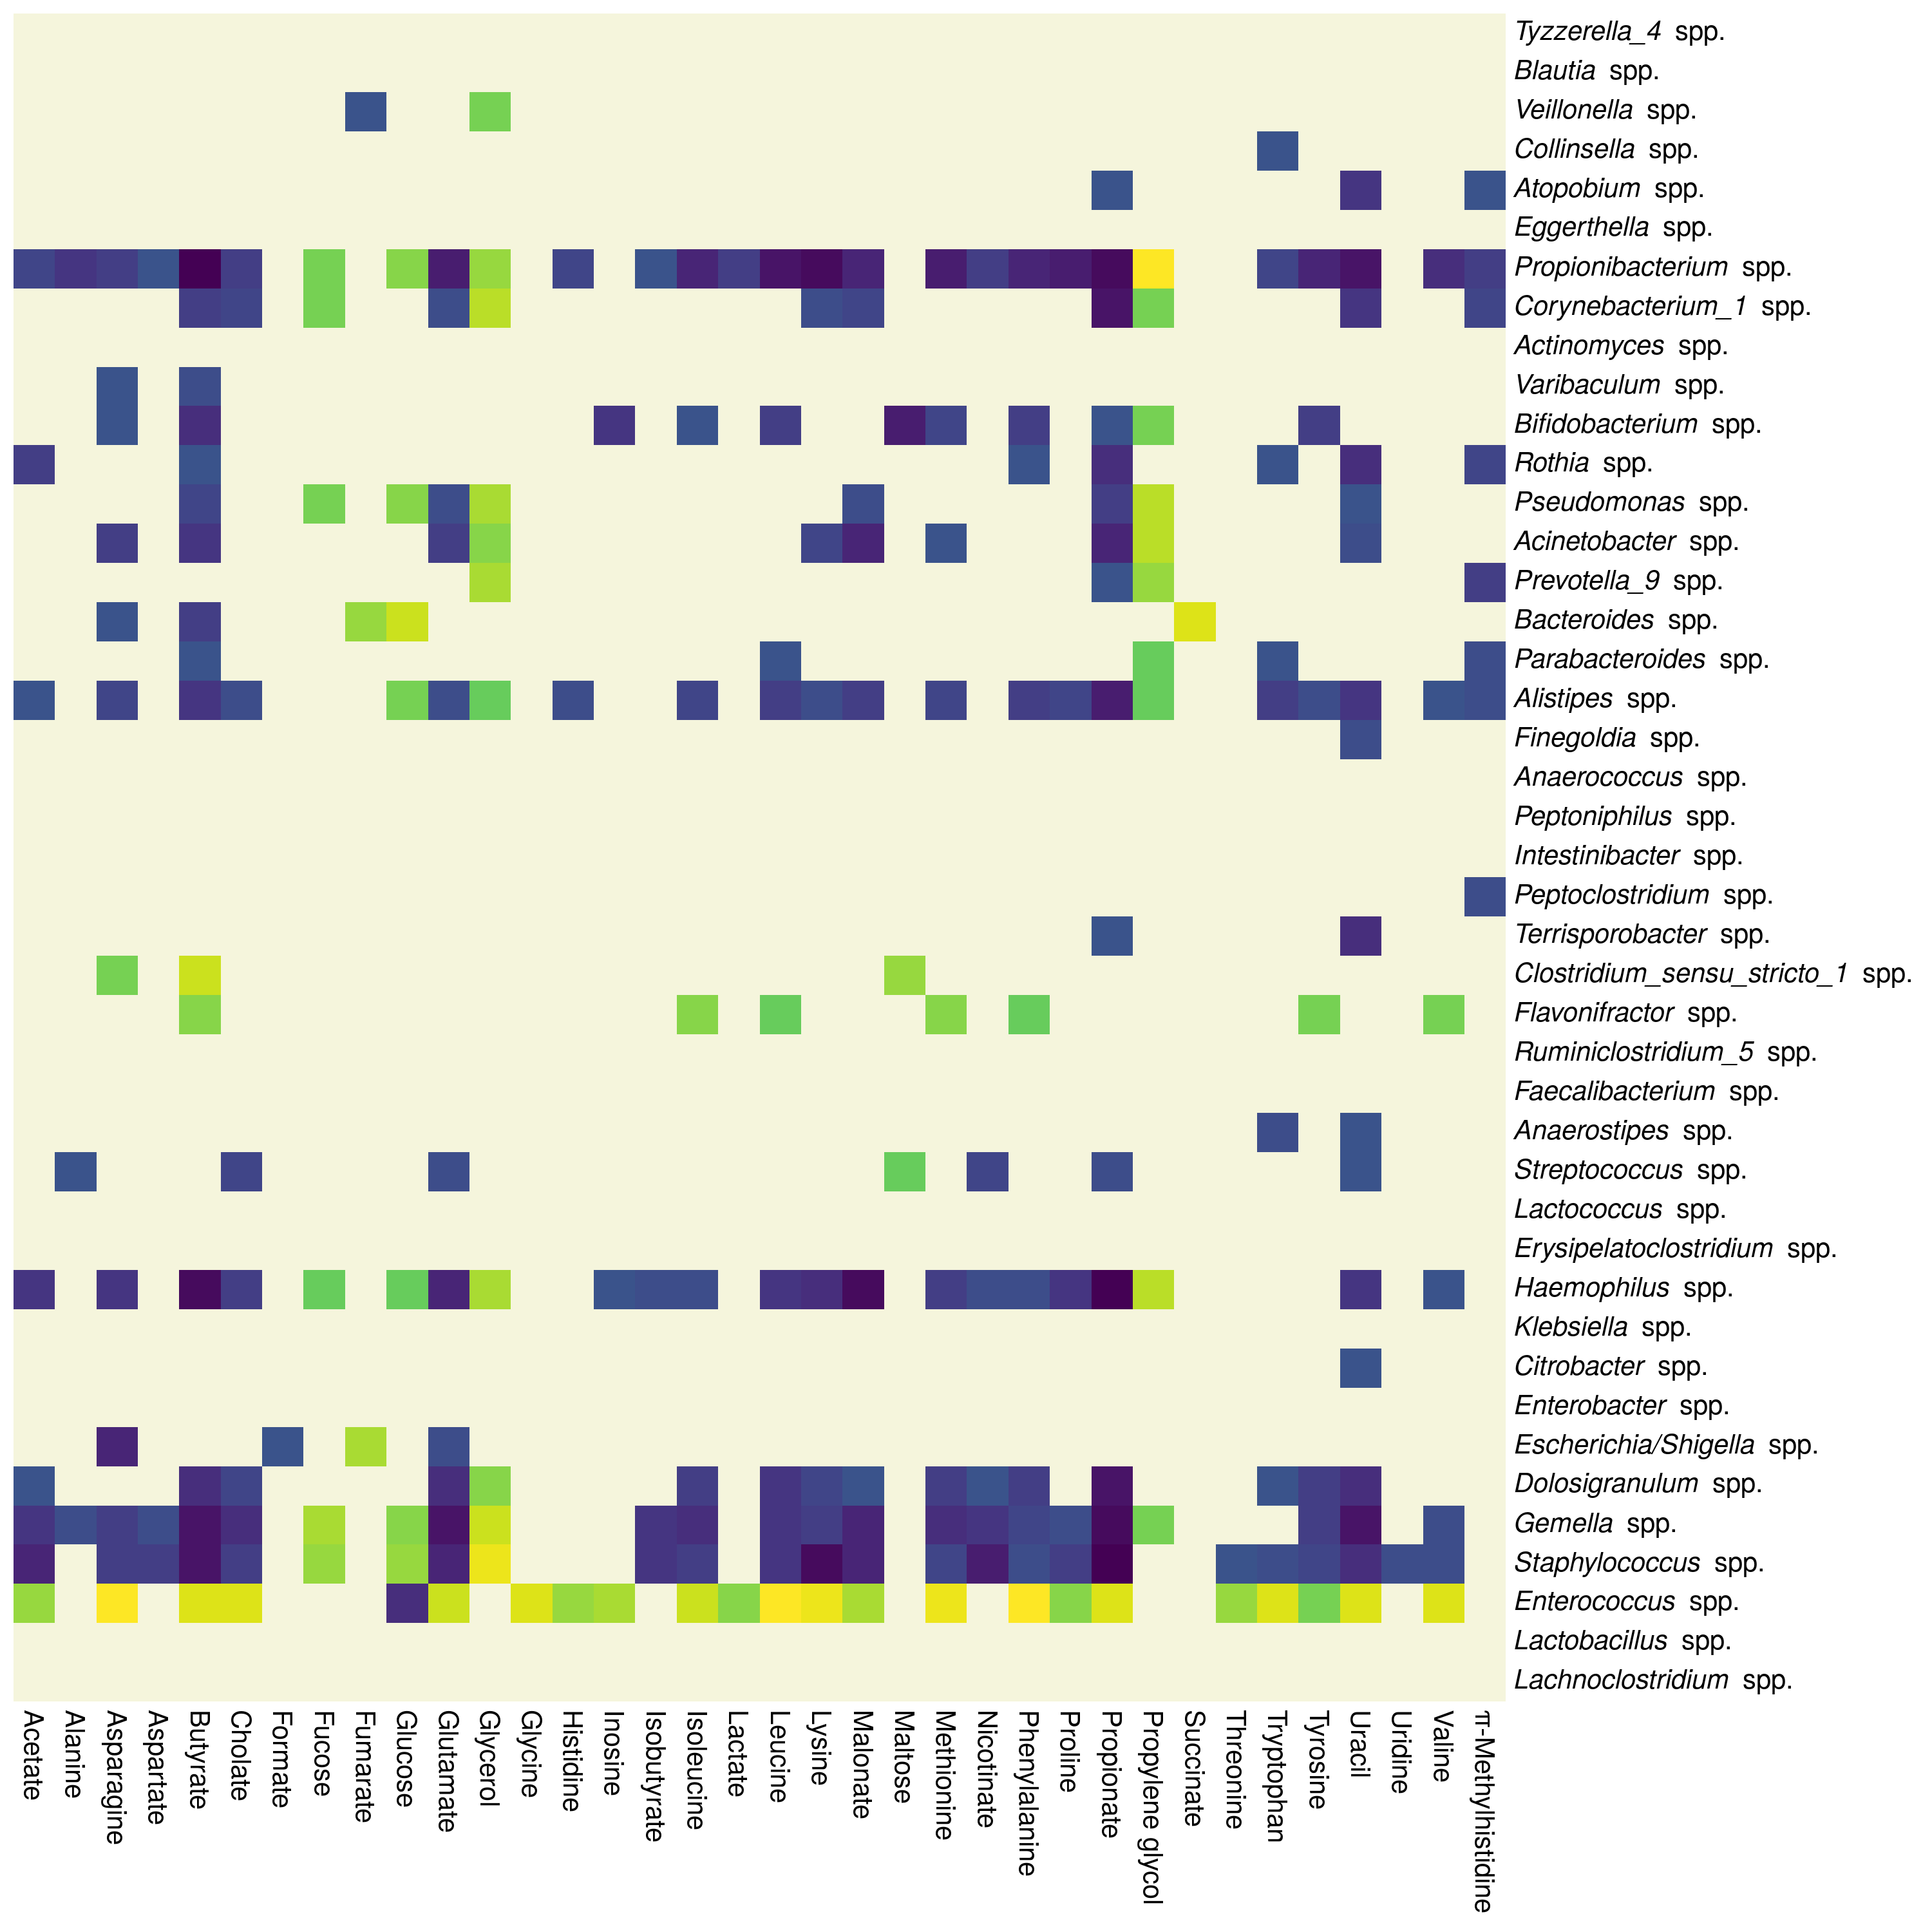 Tyzzerella_4 spp.
Blautia spp.
Veillonella spp.
Collinsella spp.
Atopobium spp.
Eggerthella spp.
Propionibacterium spp.
Corynebacterium_1 spp.
Actinomyces spp.
Varibaculum spp.
Bifidobacterium spp.
Rothia spp.
Pseudomonas spp.
Acinetobacter spp.
Prevotella_9 spp.
Bacteroides spp.
Parabacteroides spp.
Alistipes spp.
Finegoldia spp.
Anaerococcus spp.
Peptoniphilus spp.
Intestinibacter spp.
Peptoclostridium spp.
Terrisporobacter spp.
Clostridium_sensu_stricto_1 spp.
Flavonifractor spp.
Ruminiclostridium_5 spp.
Faecalibacterium spp.
Anaerostipes spp.
Streptococcus spp.
Lactococcus spp.
Erysipelatoclostridium spp.
Haemophilus spp.
Klebsiella spp.
Citrobacter spp.
Enterobacter spp.
Escherichia/Shigella spp.
Dolosigranulum spp.
Gemella spp.
Staphylococcus spp.
Enterococcus spp.
Lactobacillus spp.
Lachnoclostridium spp.
Acetate
Alanine
Asparagine
Aspartate
Butyrate
Cholate
Formate
Fucose
Fumarate
Glucose
Glutamate
Glycerol
Glycine
Histidine
Inosine
Isobutyrate
Isoleucine
Lactate
Leucine
Lysine
Malonate
Maltose
Methionine
Nicotinate
Phenylalanine
Proline
Propionate
Propylene glycol
Succinate
Threonine
Tryptophan
Tyrosine
Uracil
Uridine
Valine
π-Methylhistidine